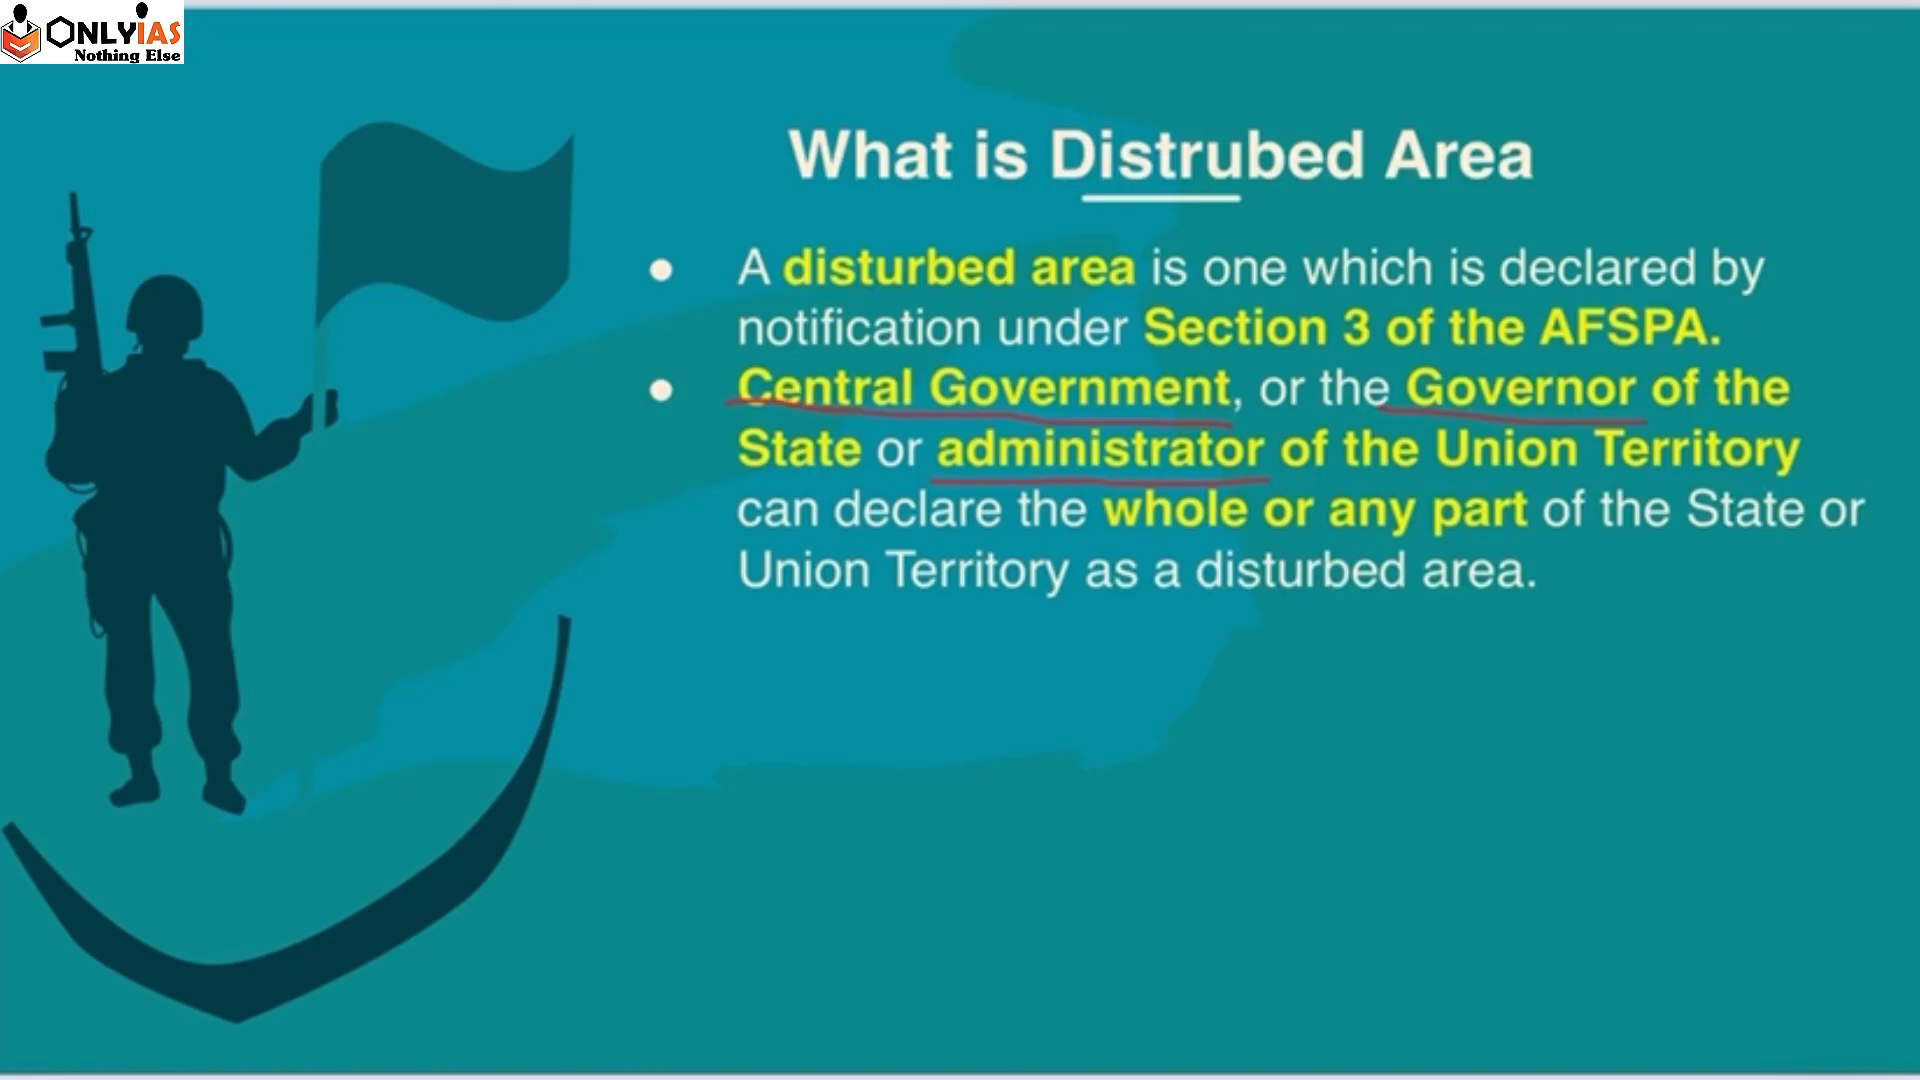 ONLYIAS
Nothing Else
What is Distrubed Area
● A disturbed area is one which is declared by
notification under Section 3 of the AFSPA.
● Central Government, or the Governor of the
State or administrator of the Union Territory
can declare the whole or any part of the State or
Union Territory as a disturbed area.